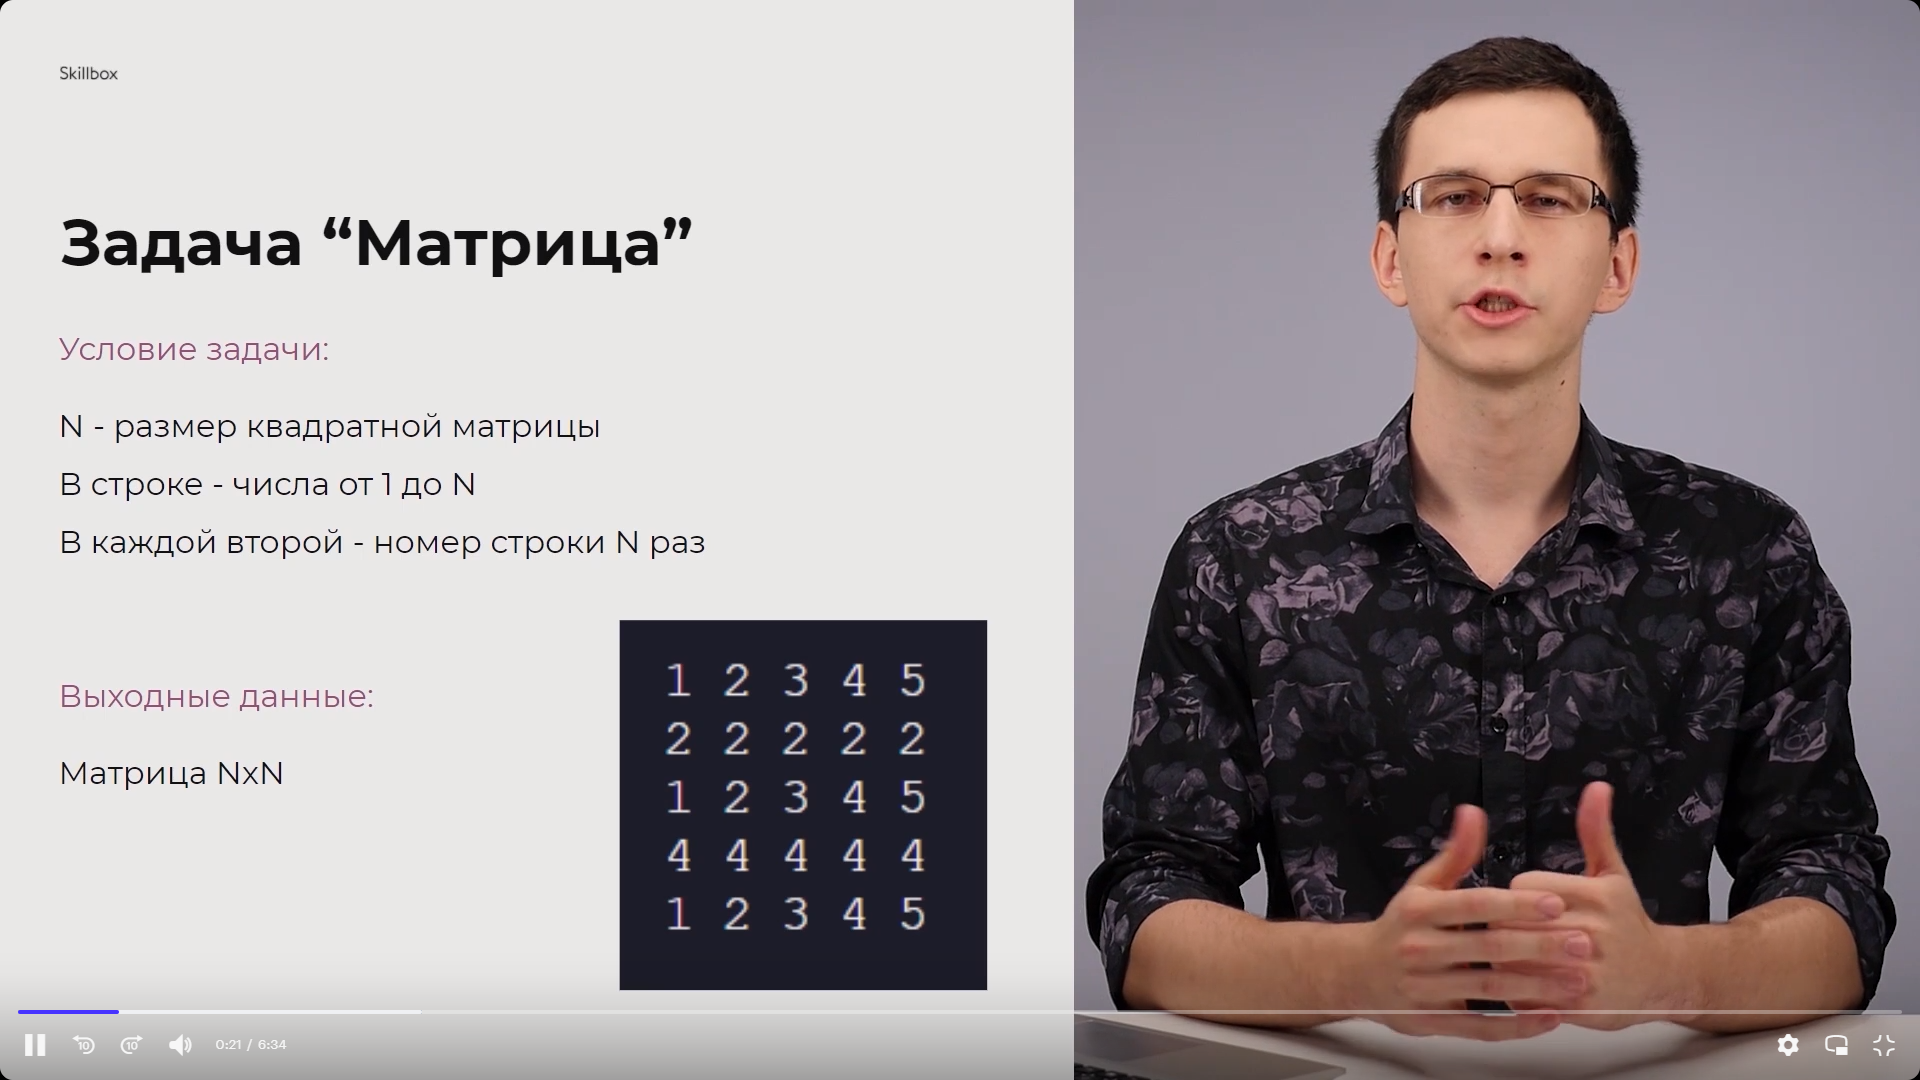 Skillbox
Задача “Матрица”
Условие задачи:
N - размер квадратной матрицы
В строке - числа от 1 до N
В каждой второй - номер строки N раз
Выходные данные:
Матрица NxN
1 2 3 4 5
2 2 2 2 2
1 2 3 4 5
4 4 4 4 4
1 2 3 4 5
10 10 0:21 / 6:34